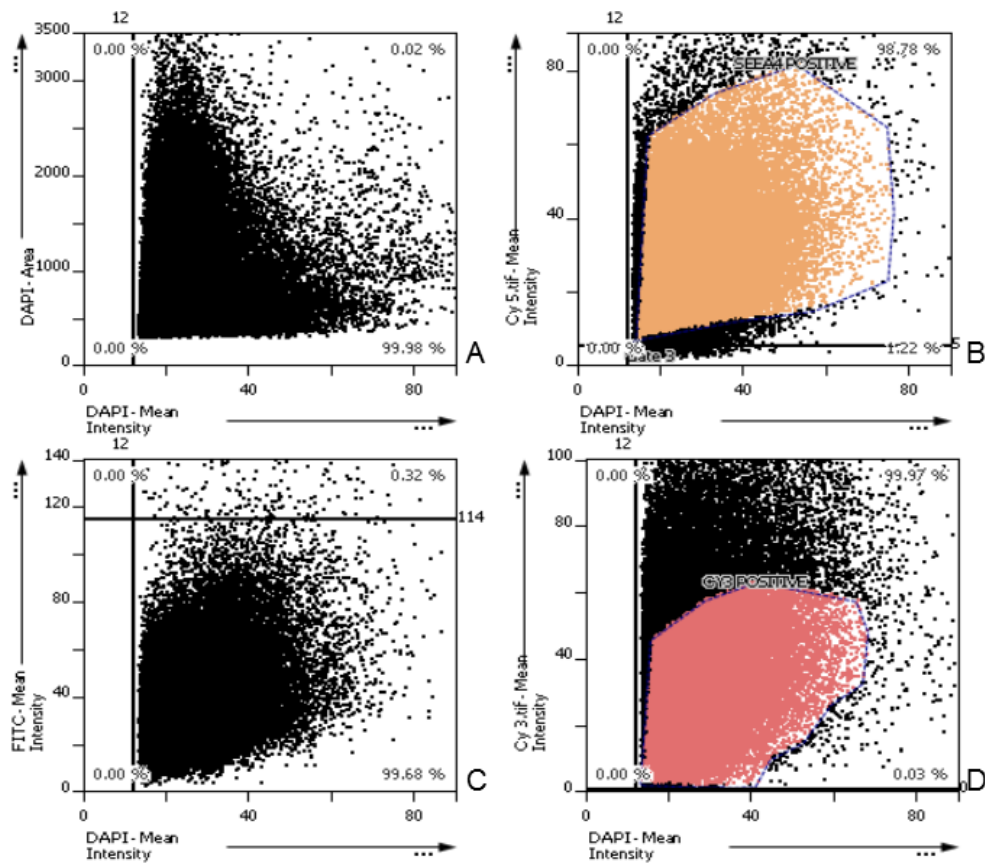 12
3500
0.00 %
0.02 %
3000
2000
1000
0
DAPI - Area
0.00 %
99.98 %
A
0
40
80
DAPI - Mean
Intensity
12
0.00 %
98.78 %
SEEA4 POSITIVE
80
40
0
Cy 5.tif - Mean
Intensity
0.00 %
1.22 %
5
B
0
40
80
DAPI - Mean
Intensity
12
140
0.00 %
0.32 %
120
114
80
40
0
FITC - Mean
Intensity
0.00 %
99.68 %
C
0
40
80
DAPI - Mean
Intensity
12
100
0.00 %
99.97 %
80
CY3 POSITIVE
40
0
Cy 3.tif - Mean
Intensity
0.00 %
0.03 %
0
D
0
40
80
DAPI - Mean
Intensity